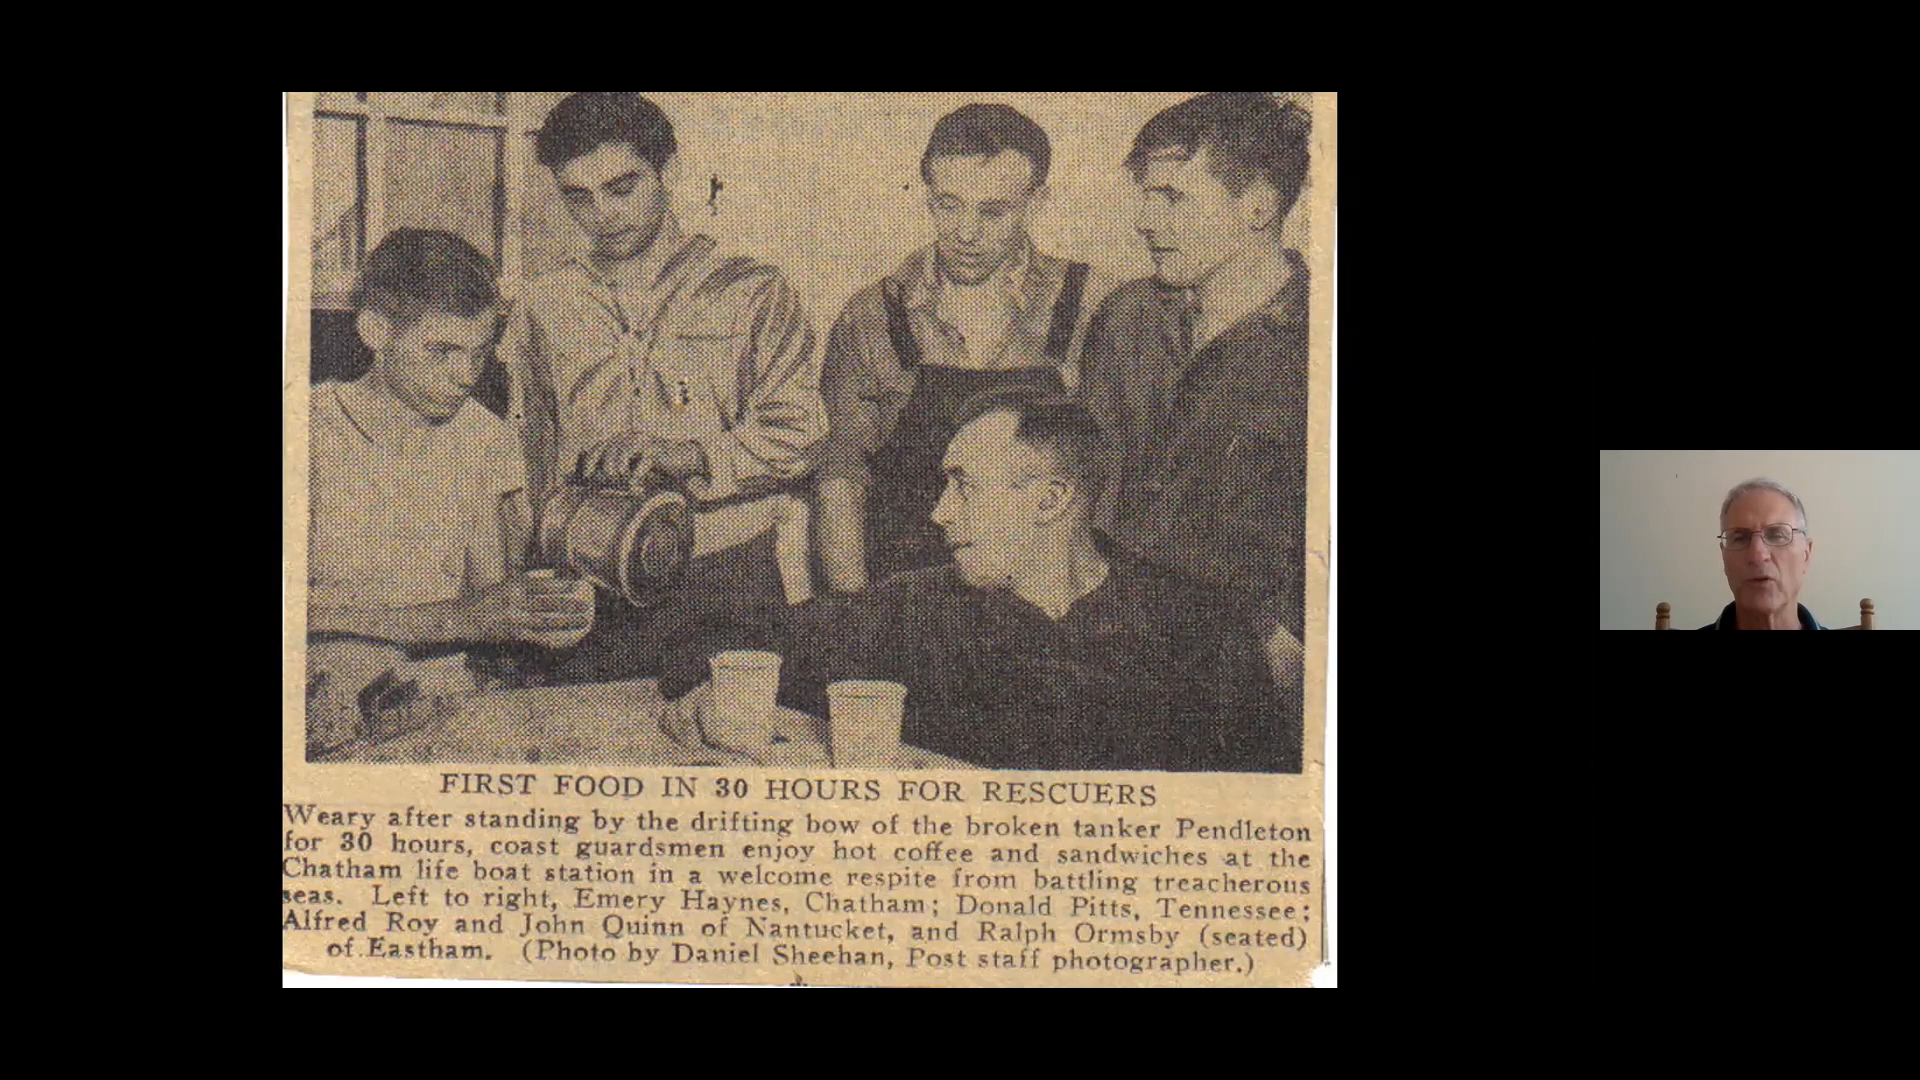 FIRST FOOD IN 30 HOURS FOR RESCUERS
Weary after standing by the drifting bow of the broken tanker Pendleton
for 30 hours, coast guardsmen enjoy hot coffee and sandwiches at the
Chatham life boat station in a welcome respite from battling treacherous
seas. Left to right, Emery Haynes, Chatham; Donald Pitts, Tennessee;
Alfred Roy and John Quinn of Nantucket, and Ralph Ormsby (seated)
of Eastham. (Photo by Daniel Sheehan, Post staff photographer.)